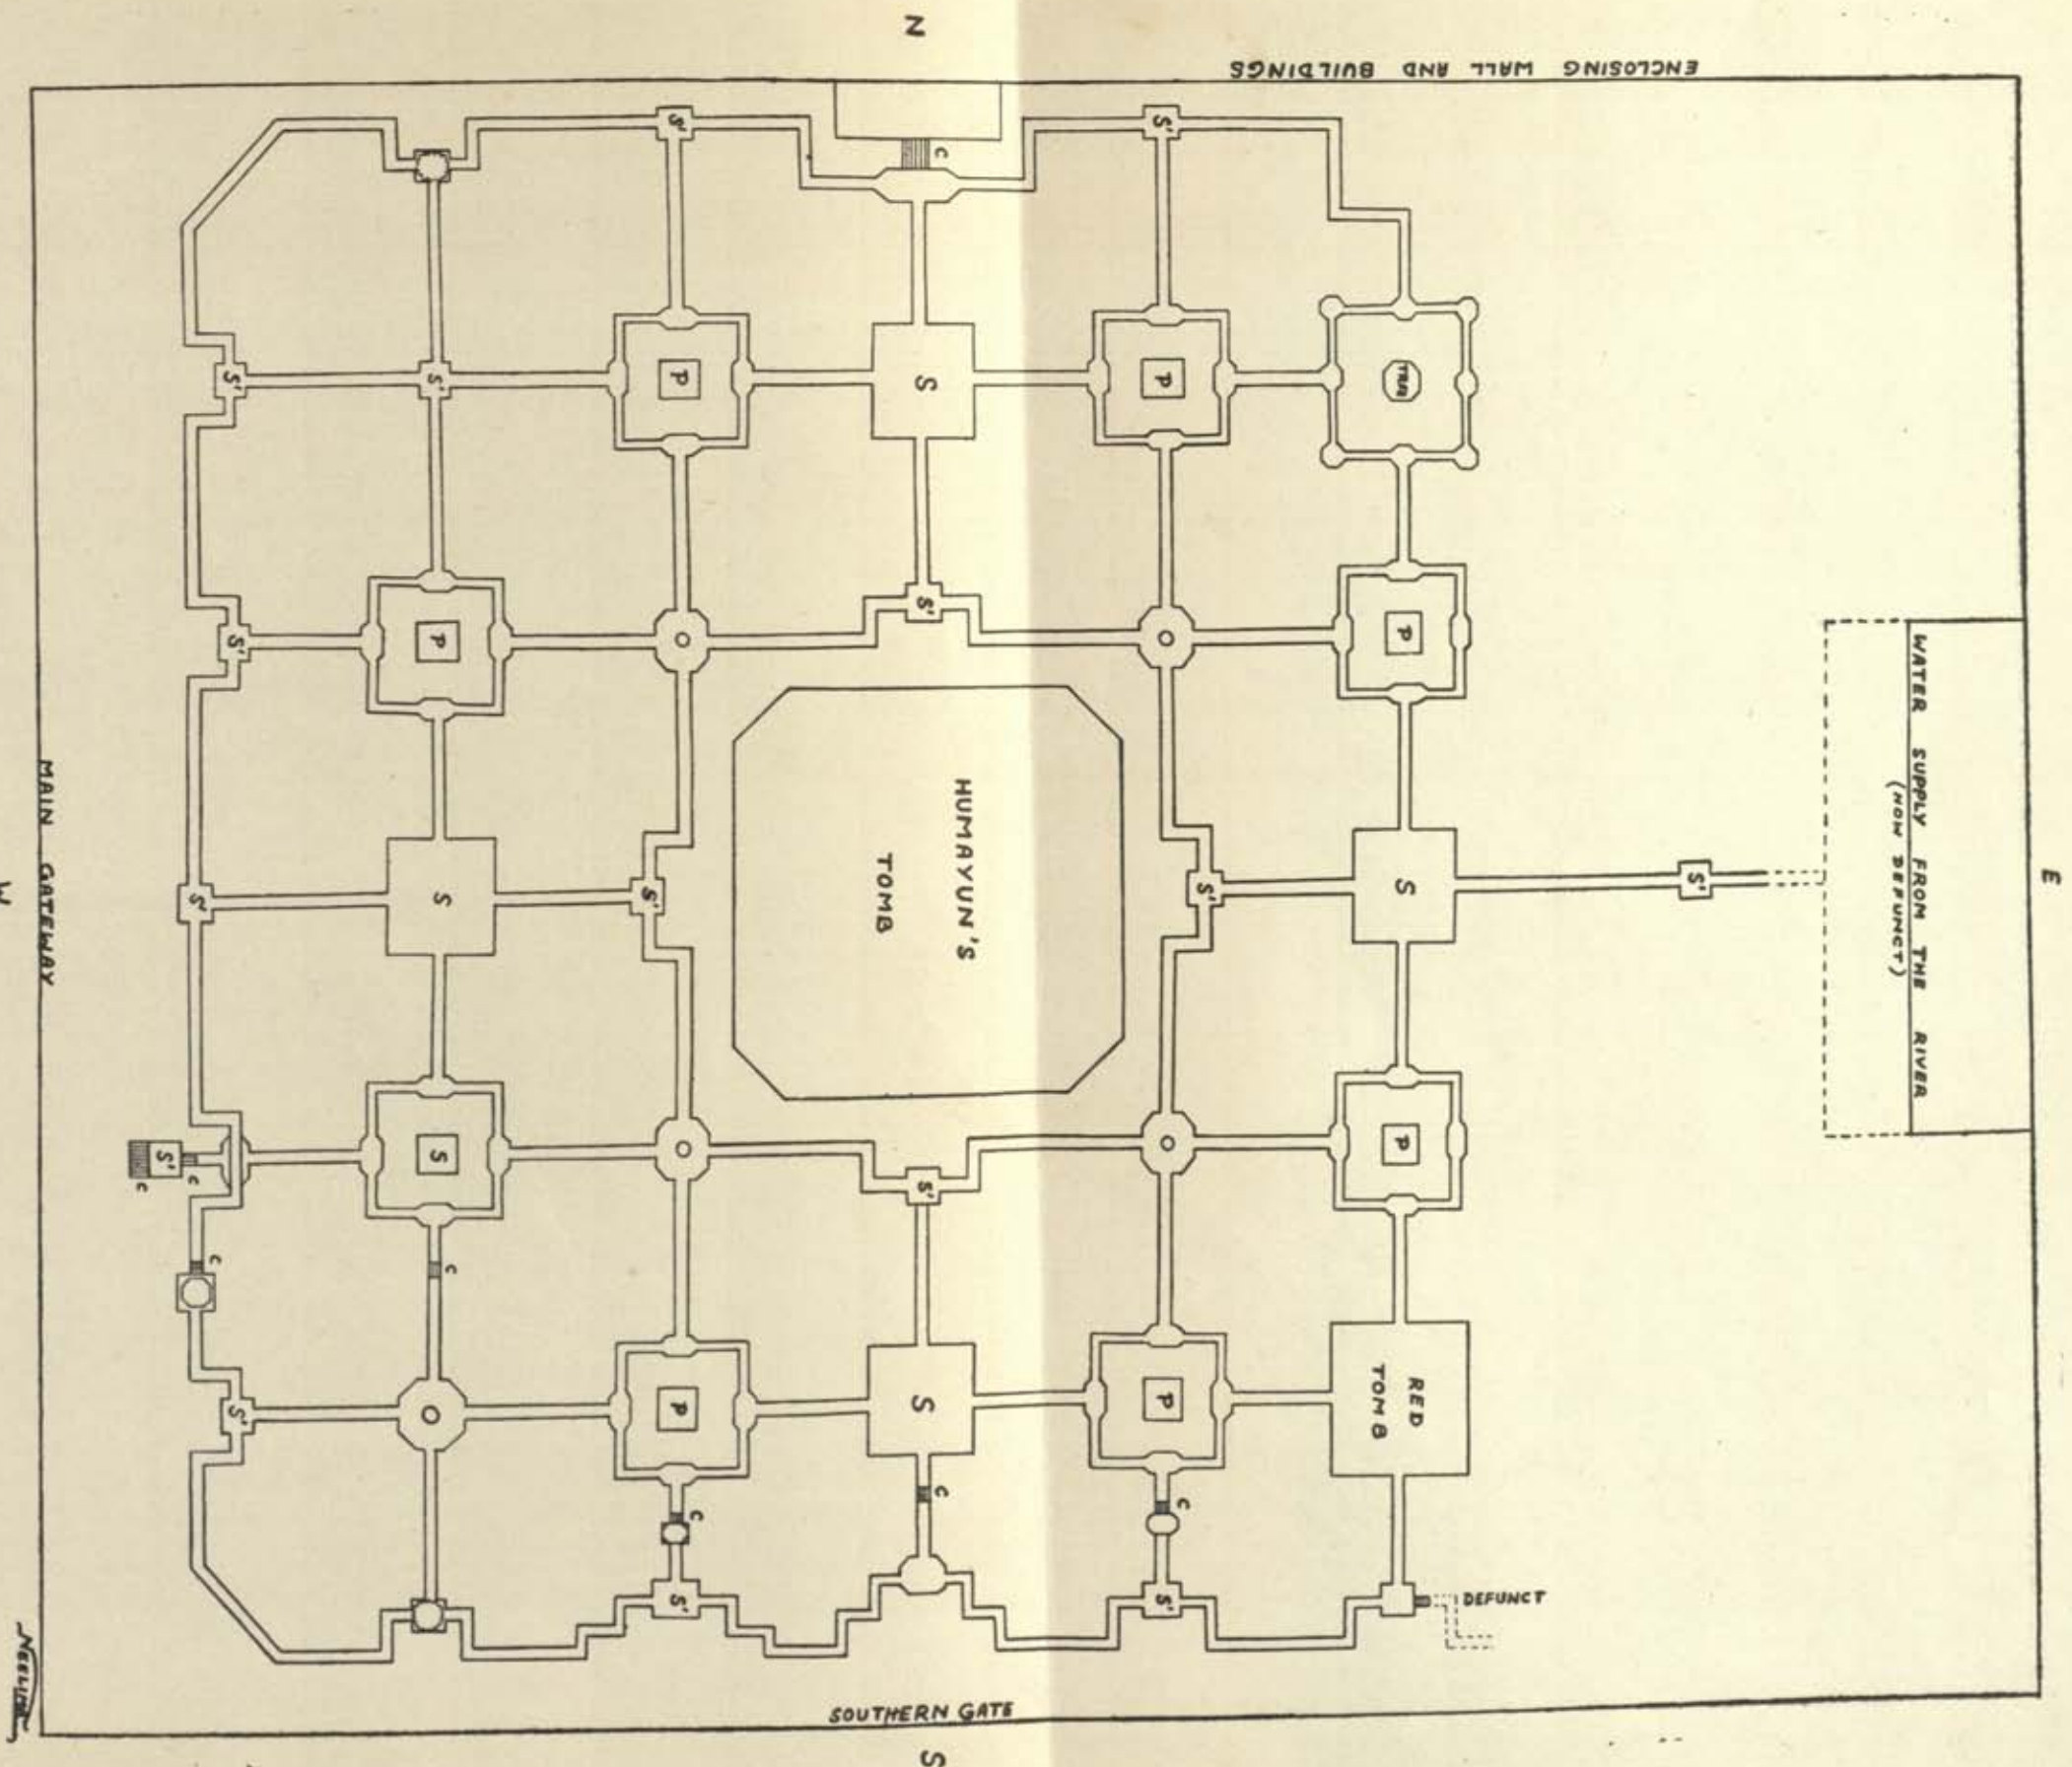 N
ENCLOSING WALL AND BUILDINGS
S'
C
S'
S'
S'
P
S
P
S'
P
O
S'
O
P
WATER SUPPLY FROM THE RIVER
(NOW DEFUNCT)
E
MAIN GATEWAY
HUMAYUN'S
TOMB
S'
S
S'
S'
S
S'
S'
C
C
S
O
S'
O
P
C
C
S'
O
P
S
P
RED
TOMB
C
C
C
S'
S'
DEFUNCT
SOUTHERN GATE
S